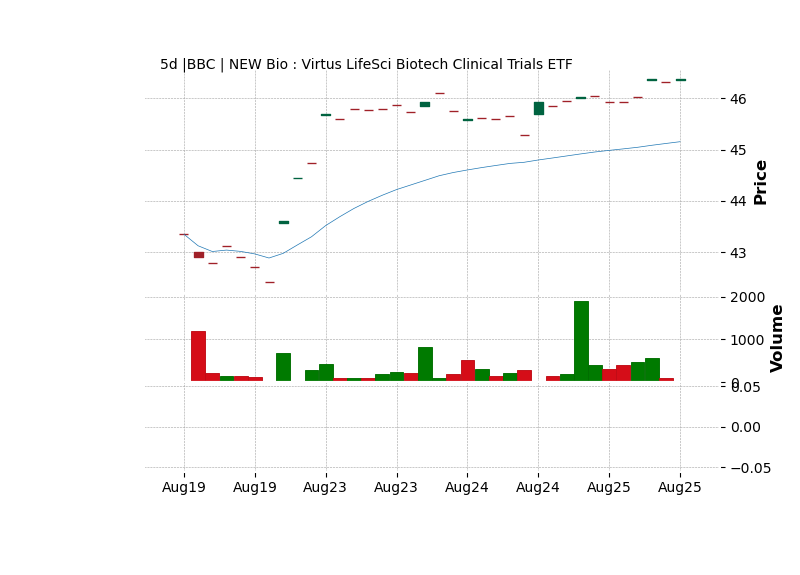 5d |BBC | NEW Bio : Virtus LifeSci Biotech Clinical Trials ETF
46
45
44
43
Price
2000
1000
0
Volume
0.05
0.00
−0.05
Aug19 Aug19 Aug23 Aug23 Aug24 Aug24 Aug25 Aug25